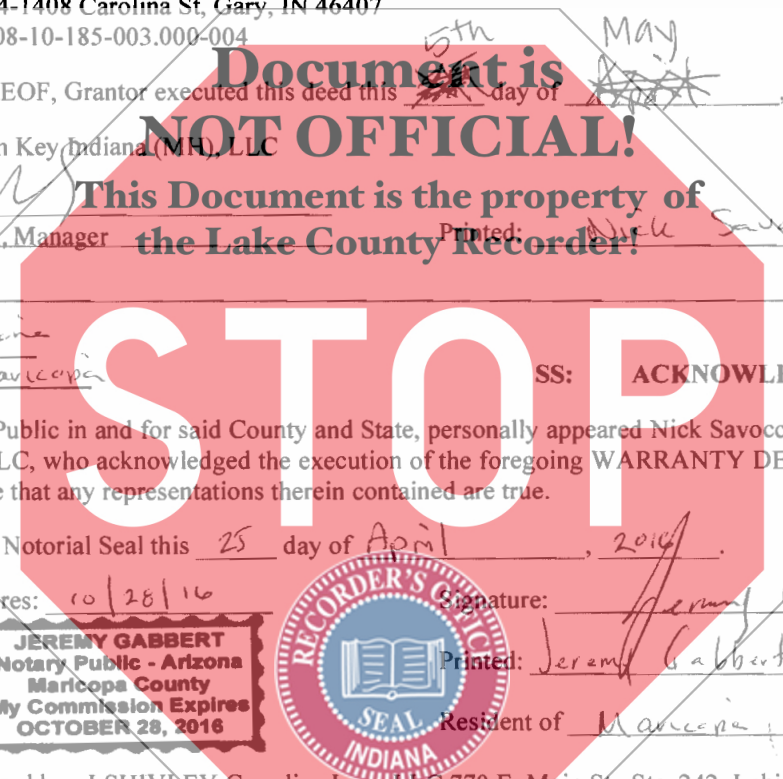 4-1408 Carolina St, Gary, IN 46407
08-10-185-003.000-004
5th May
Document is
EOF, Grantor executed this deed this day of
NOT OFFICIAL!
n Key Indiana (MH), LLC
This Document is the property of
, Manager Printed: Nick Savo
the Lake County Recorder!
STOP
aricopa
SS: ACKNOWL
Public in and for said County and State, personally appeared Nick Savoc
LC, who acknowledged the execution of the foregoing WARRANTY DE
e that any representations therein contained are true.
Notorial Seal this 25 day of April , 2016.
res: 10/28/16 Signature: Jeremy
RECORDER'S OFFICE
SEAL
INDIANA
JEREMY GABBERT
Notary Public - Arizona
Maricopa County
My Commission Expires
OCTOBER 28, 2016
Printed: Jeremy Gabbert
Resident of Maricopa